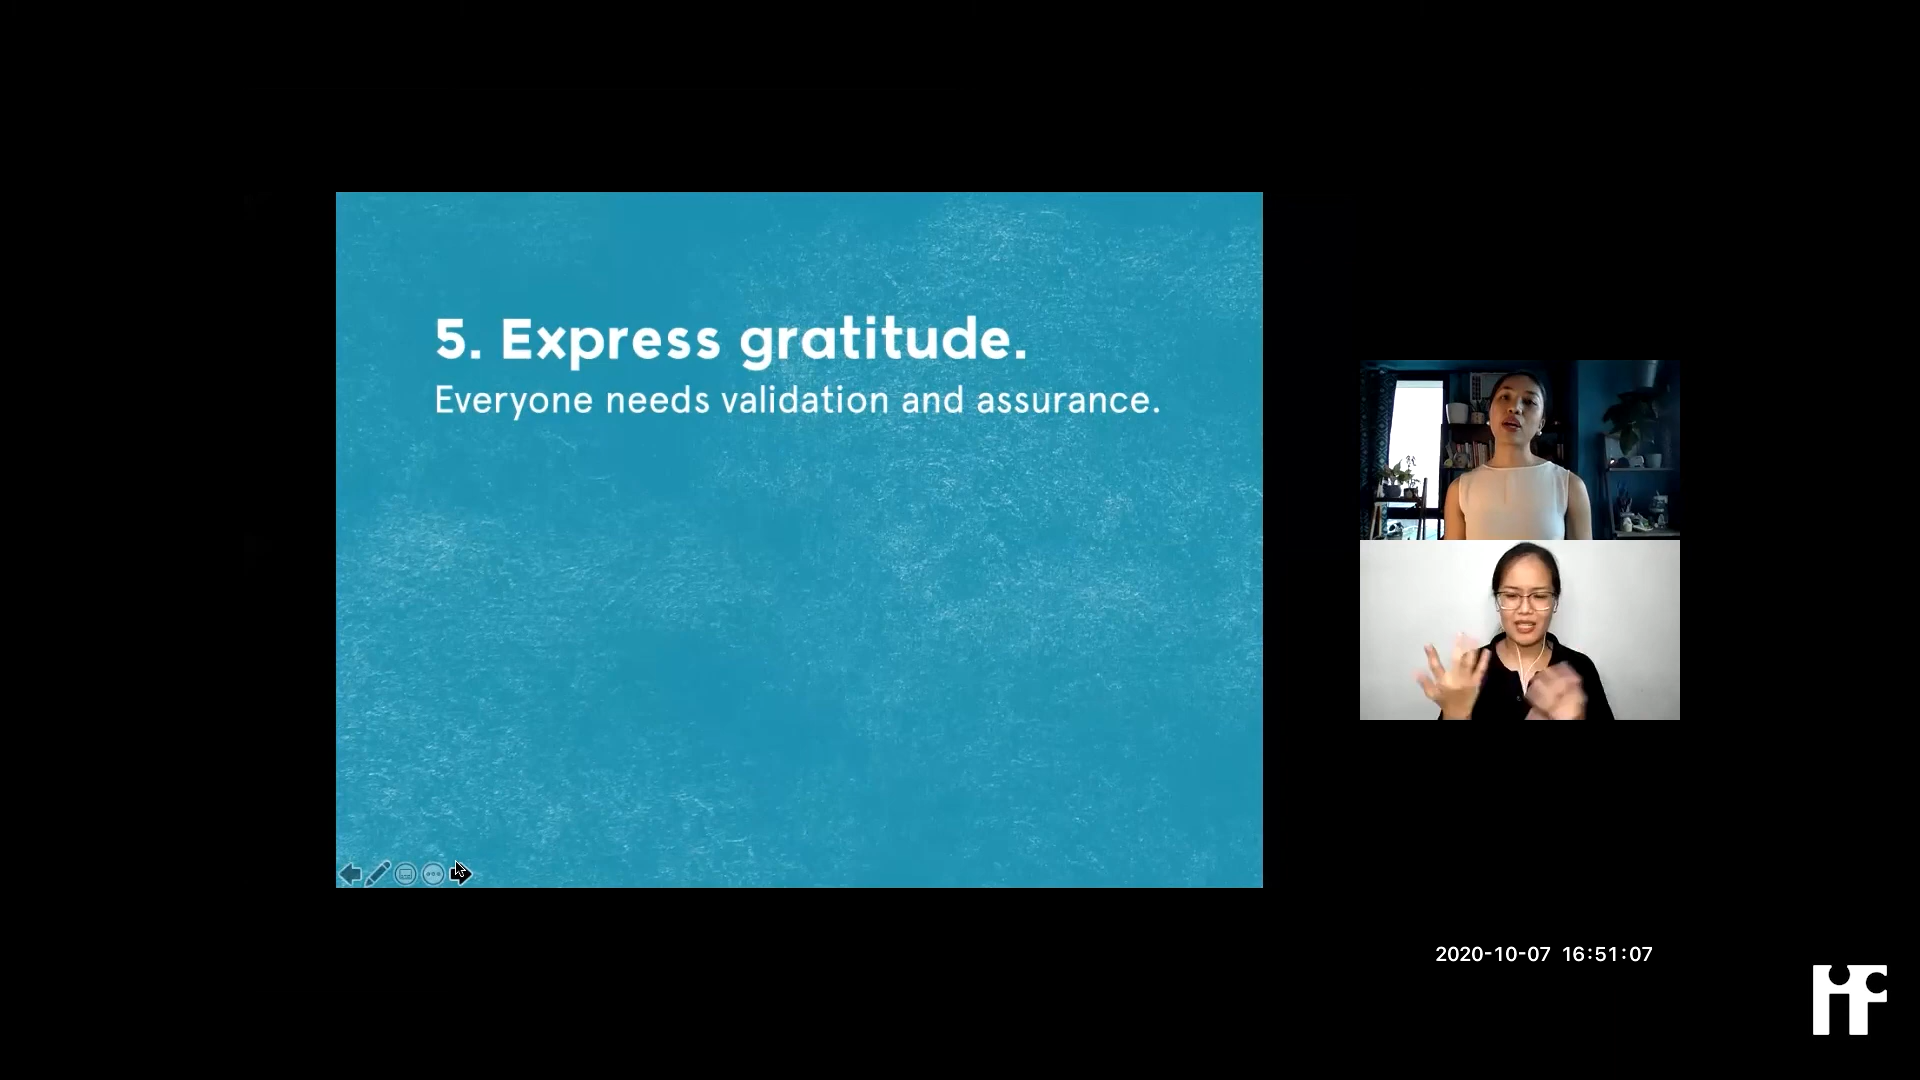 5. Express gratitude.
Everyone needs validation and assurance.
2020-10-07 16:51:07